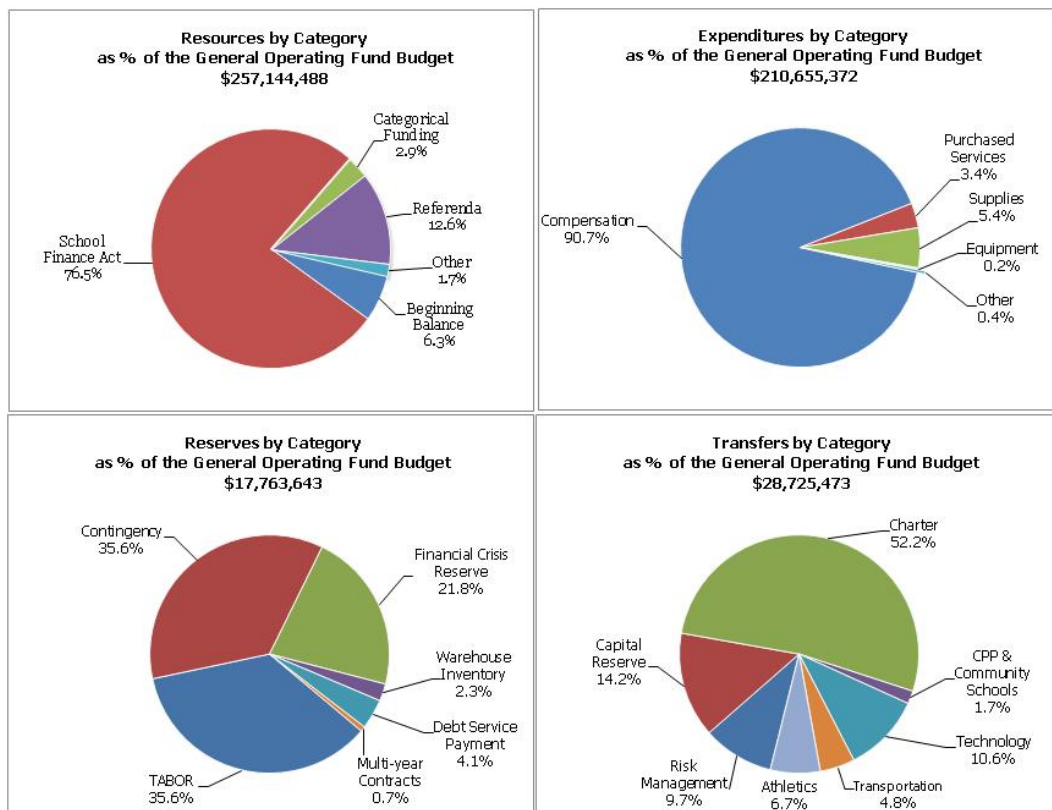 Resources by Category
as % of the General Operating Fund Budget
$257,144,488
Categorical
Funding
2.9%
Referenda
12.6%
Other
1.7%
Beginning
Balance
6.3%
School
Finance Act
76.5%
Expenditures by Category
as % of the General Operating Fund Budget
$210,655,372
Purchased
Services
3.4%
Supplies
5.4%
Equipment
0.2%
Other
0.4%
Compensation
90.7%
Reserves by Category
as % of the General Operating Fund Budget
$17,763,643
Contingency
35.6%
Financial Crisis
Reserve
21.8%
Warehouse
Inventory
2.3%
Debt Service
Payment
4.1%
Multi-year
Contracts
0.7%
TABOR
35.6%
Transfers by Category
as % of the General Operating Fund Budget
$28,725,473
Charter
52.2%
CPP &
Community
Schools
1.7%
Technology
10.6%
Transportation
4.8%
Athletics
6.7%
Risk
Management
9.7%
Capital
Reserve
14.2%